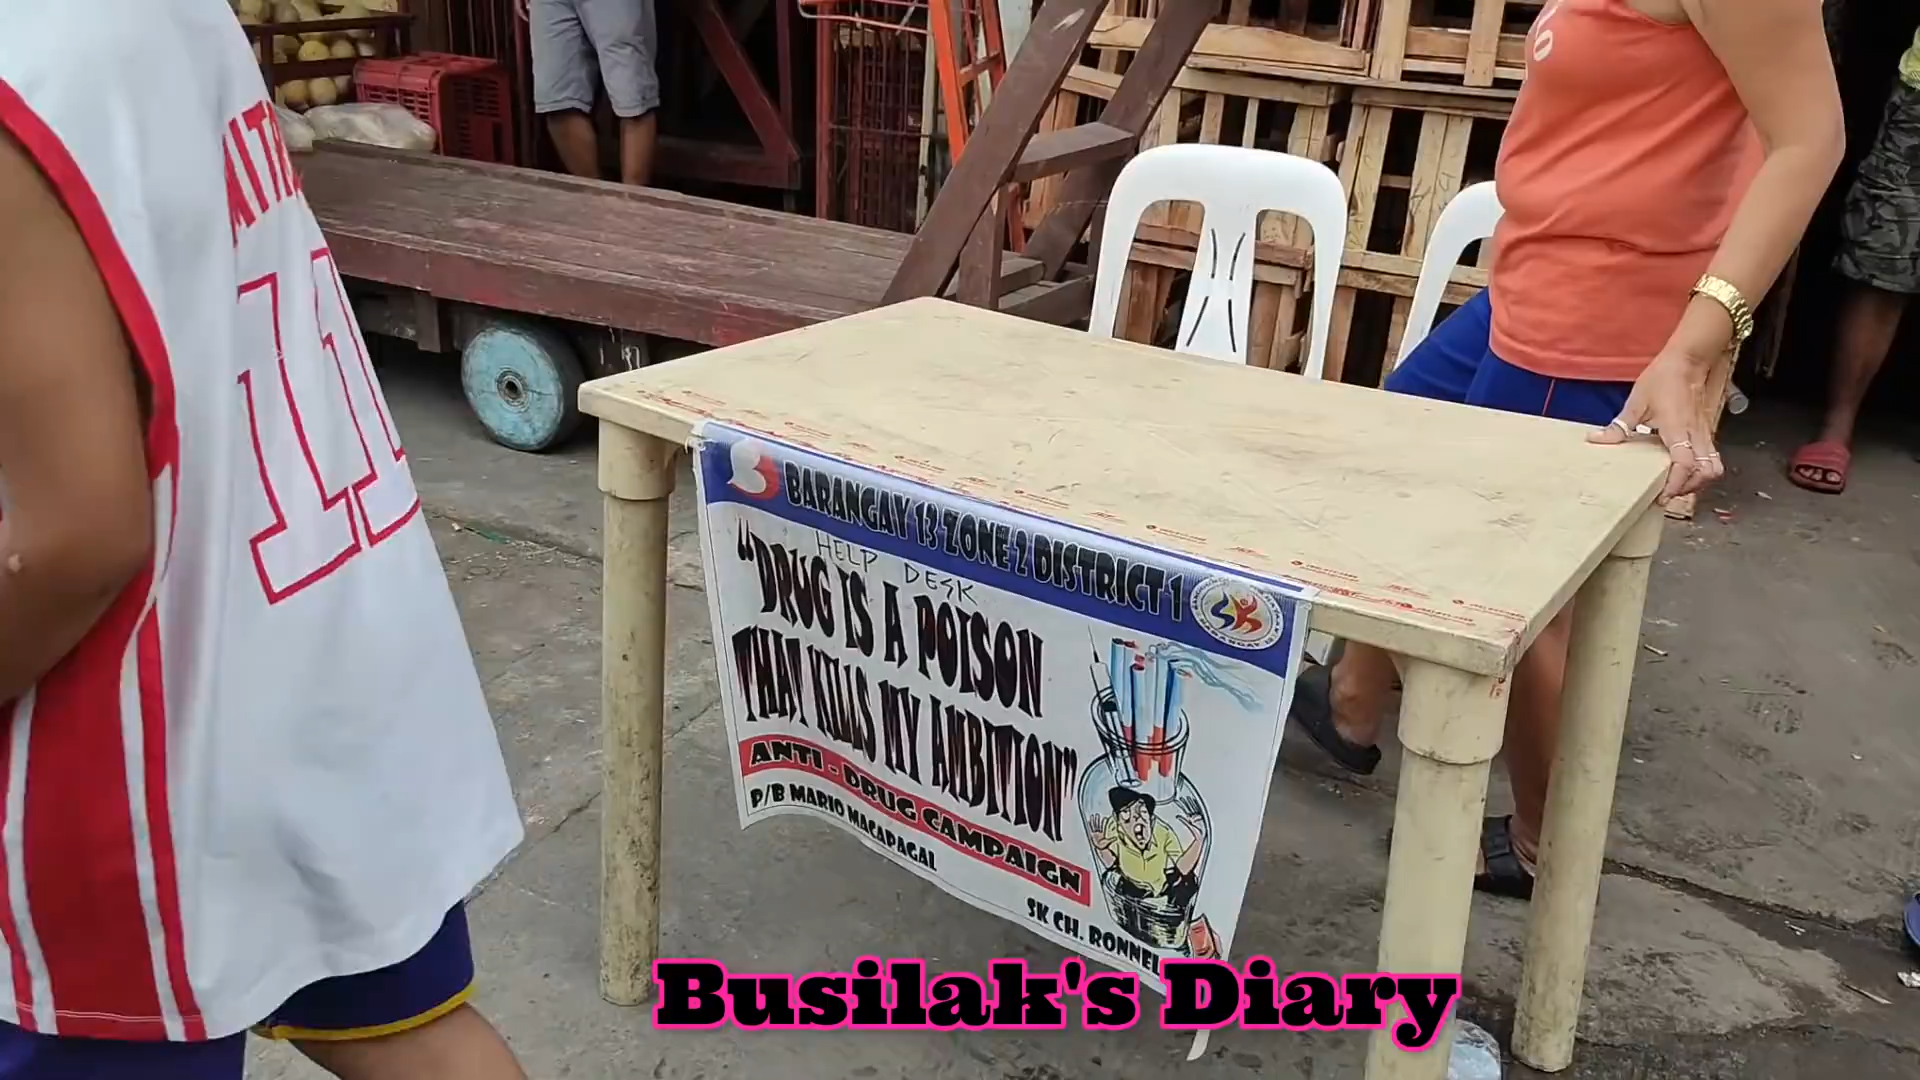 BARANGAY 13 ZONE 2 DISTRICT 1
HELP DESK
"DRUG IS A POISON
THAT KILLS MY AMBITION"
ANTI - DRUG CAMPAIGN
P/B MARIO MACAPAGAL
SK CH. RONNEL
11
Busilak's Diary